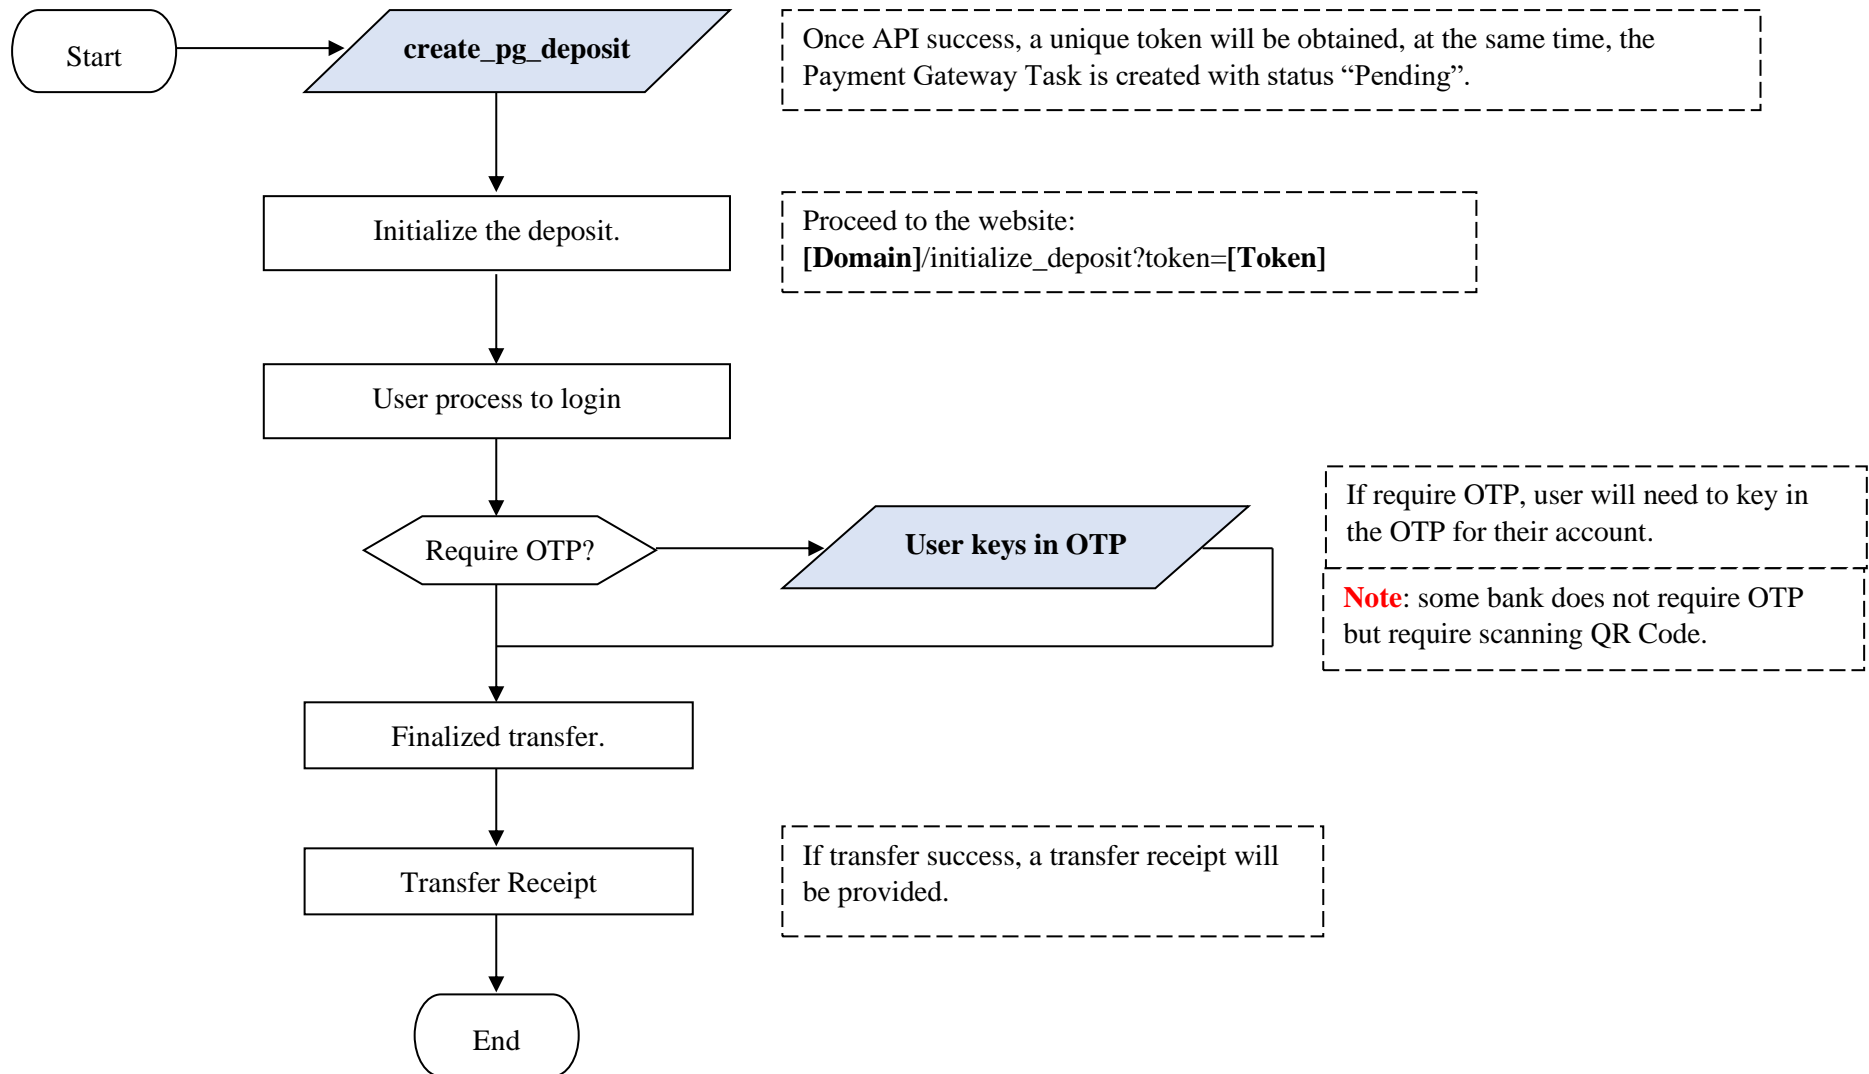 Start
create_pg_deposit
Once API success, a unique token will be obtained, at the same time, the
Payment Gateway Task is created with status “Pending”.
Initialize the deposit.
Proceed to the website:
[Domain]/initialize_deposit?token=[Token]
User process to login
Require OTP?
User keys in OTP
If require OTP, user will need to key in
the OTP for their account.
Note: some bank does not require OTP
but require scanning QR Code.
Finalized transfer.
Transfer Receipt
If transfer success, a transfer receipt will
be provided.
End